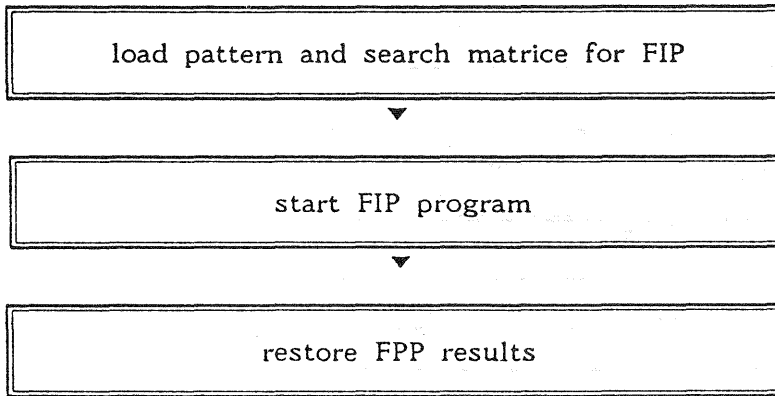 load pattern and search matrice for FIP
start FIP program
restore FPP results